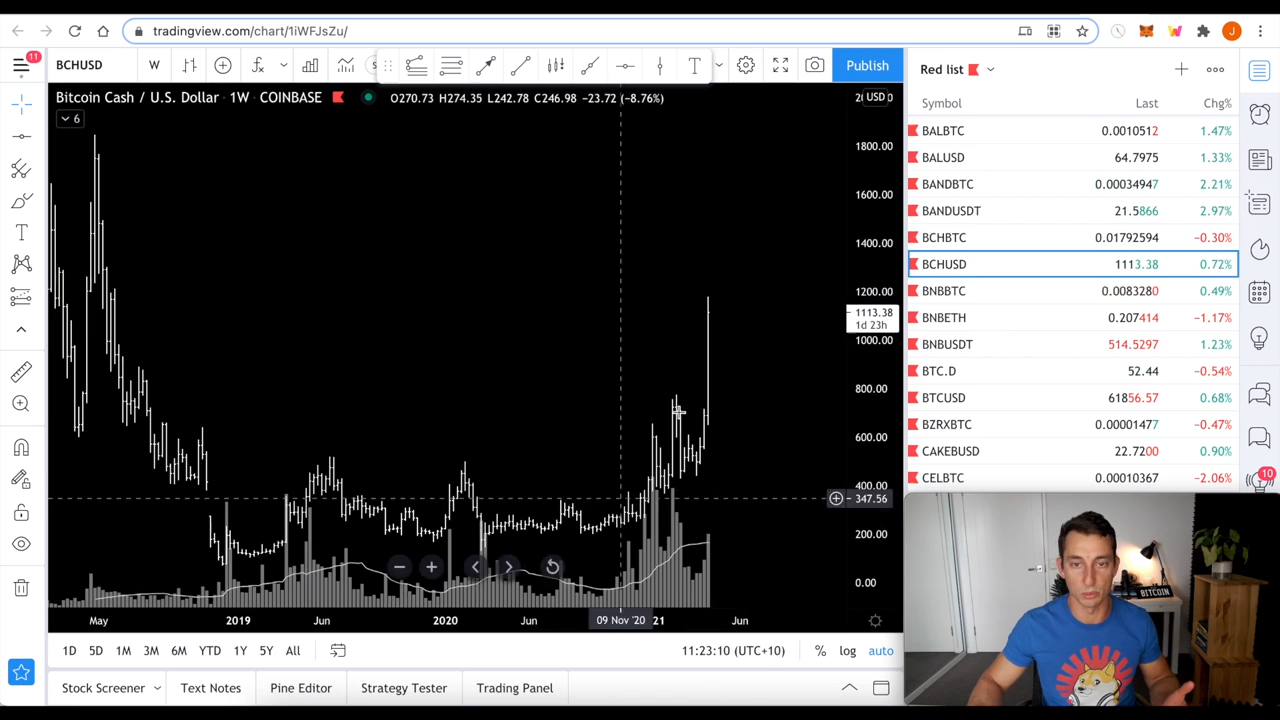 tradingview.com/chart/1iWFJsZu/
J
11
BCHUSD
W
Publish
Red list
Bitcoin Cash / U.S. Dollar · 1W · COINBASE
O270.73 H274.35 L242.78 C246.98 −23.72 (−8.76%)
USD
6
Symbol Last Chg%
BALBTC 0.0010512 1.47%
BALUSD 64.7975 1.33%
BANDBTC 0.00034947 2.21%
BANDUSDT 21.5866 2.97%
BCHBTC 0.01792594 −0.30%
BCHUSD 1113.38 0.72%
BNBBTC 0.0083280 0.49%
BNBETH 0.207414 −1.17%
BNBUSDT 514.5297 1.23%
BTC.D 52.44 −0.54%
BTCUSD 61856.57 0.68%
BZRXBTC 0.00001477 −0.47%
CAKEBUSD 22.7200 0.90%
CELBTC 0.00010367 −2.06%
10
1800.00
1600.00
1400.00
1200.00
1113.38
1d 23h
1000.00
800.00
600.00
400.00
347.56
200.00
0.00
May 2019 Jun 2020 Jun 09 Nov '20 21 Jun
1D 5D 1M 3M 6M YTD 1Y 5Y All
11:23:10 (UTC+10) % log auto
Stock Screener Text Notes Pine Editor Strategy Tester Trading Panel
BITCOIN